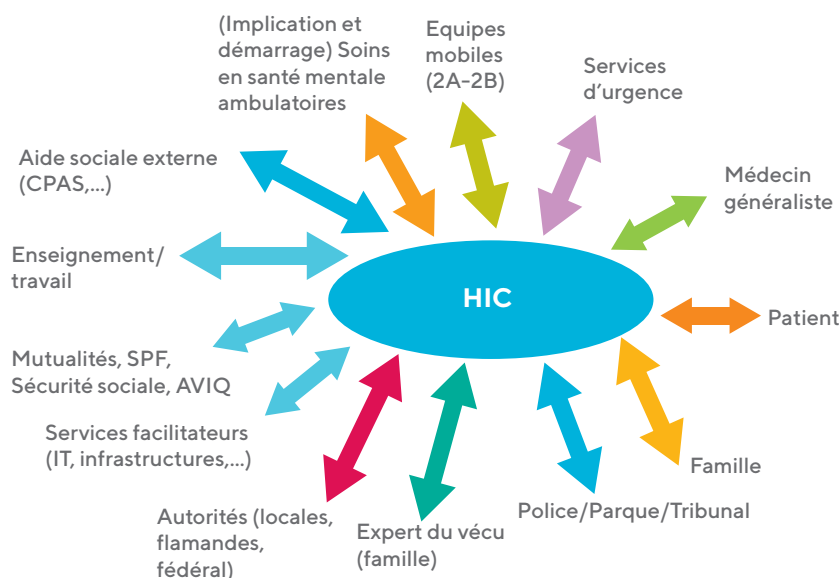 (Implication et
démarrage) Soins
en santé mentale
ambulatoires
Equipes
mobiles
(2A-2B)
Services
d’urgence
Aide sociale externe
(CPAS,...)
Médecin
généraliste
Enseignement/
travail
HIC
Patient
Mutualités, SPF,
Sécurité sociale, AVIQ
Services facilitateurs
(IT, infrastructures,...)
Famille
Autorités (locales,
flamandes,
fédéral)
Expert du vécu
(famille)
Police/Parque/Tribunal